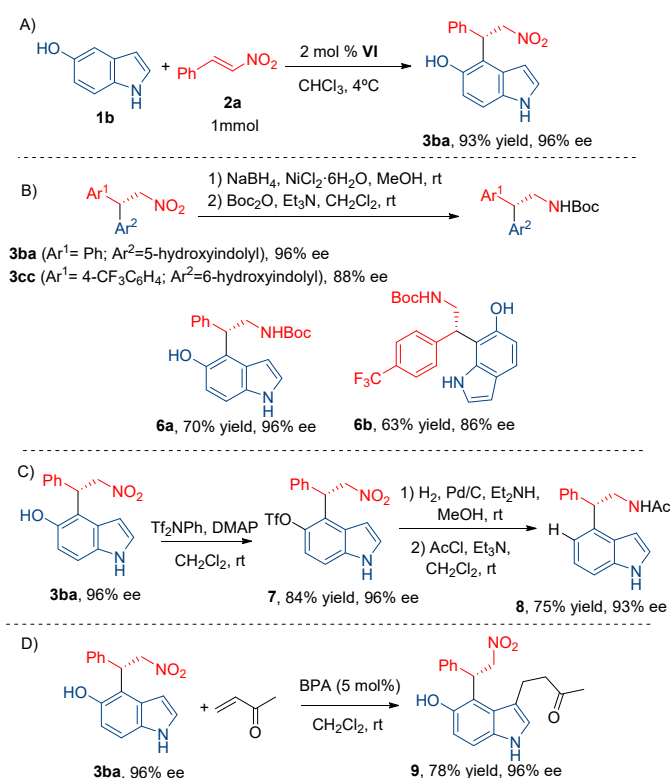 A)
Ph
NO2
HO
N
H
1b
+
Ph
NO2
2a
1mmol
2 mol % VI
CHCl3, 4ºC
HO
N
H
3ba, 93% yield, 96% ee
B)
Ar1
NO2
Ar2
1) NaBH4, NiCl2·6H2O, MeOH, rt
2) Boc2O, Et3N, CH2Cl2, rt
Ar1
NHBoc
Ar2
3ba (Ar1= Ph; Ar2=5-hydroxyindolyl), 96% ee
3cc (Ar1= 4-CF3C6H4; Ar2=6-hydroxyindolyl), 88% ee
Ph
NHBoc
HO
N
H
6a, 70% yield, 96% ee
BocHN
OH
F3C
HN
6b, 63% yield, 86% ee
C)
Ph
NO2
HO
N
H
3ba, 96% ee
Tf2NPh, DMAP
CH2Cl2, rt
Ph
NO2
TfO
N
H
7, 84% yield, 96% ee
1) H2, Pd/C, Et2NH,
MeOH, rt
2) AcCl, Et3N,
CH2Cl2, rt
Ph
NHAc
H
N
H
8, 75% yield, 93% ee
D)
Ph
NO2
HO
N
H
3ba, 96% ee
+
O
BPA (5 mol%)
CH2Cl2, rt
NO2
Ph
HO
O
N
H
9, 78% yield, 96% ee